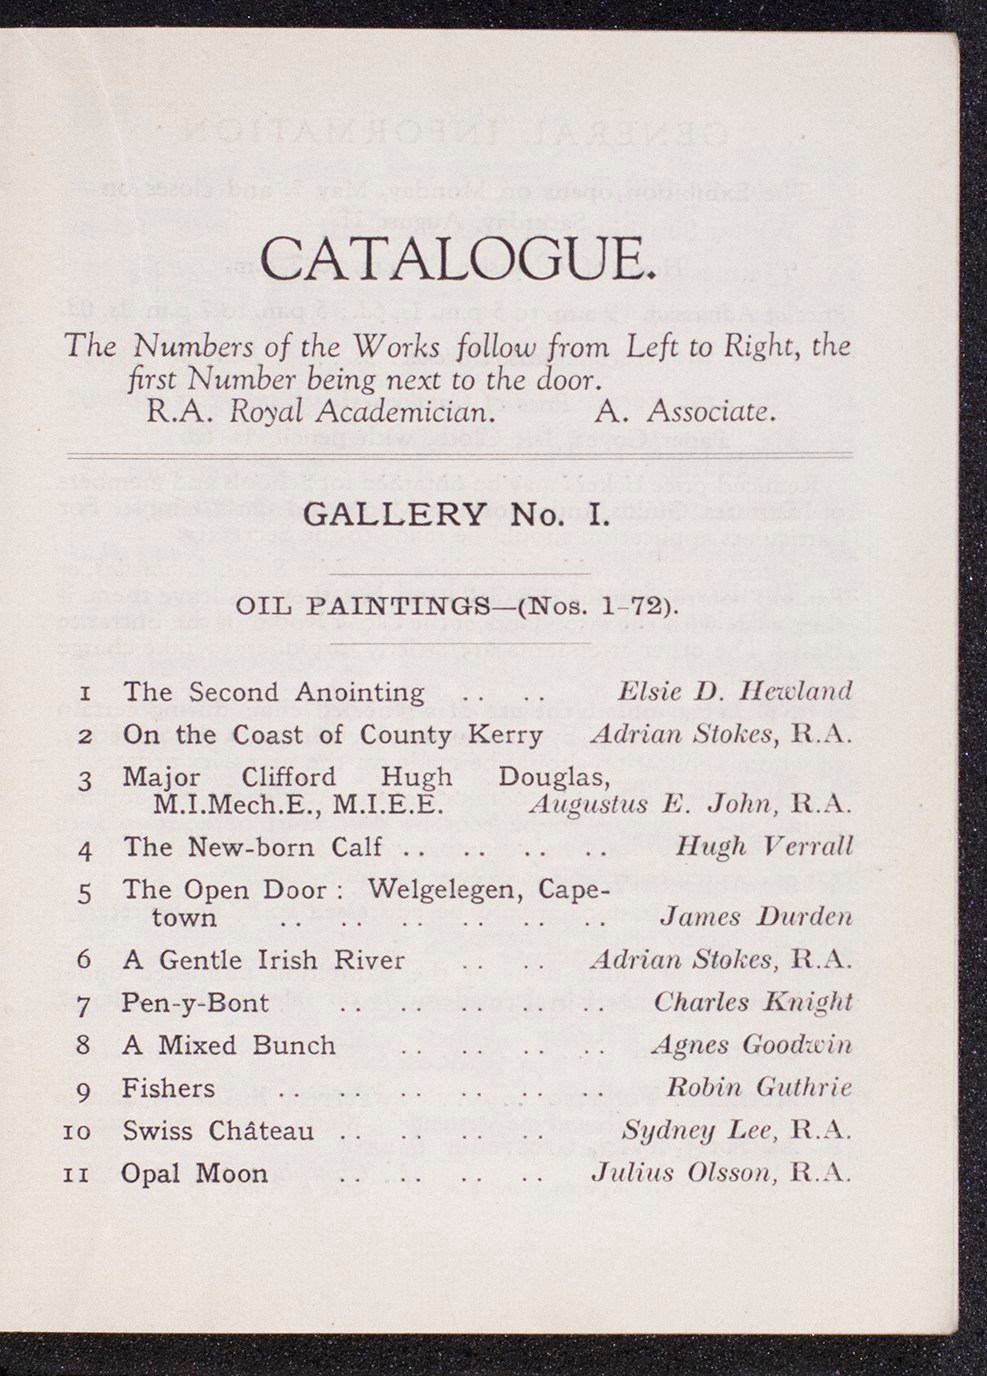 CATALOGUE.
The Numbers of the Works follow from Left to Right, the
first Number being next to the door.
R.A. Royal Academician. A. Associate.
GALLERY No. I.
OIL PAINTINGS—(Nos. 1-72).
1 The Second Anointing .. .. Elsie D. Hewland
2 On the Coast of County Kerry Adrian Stokes, R.A.
3 Major Clifford Hugh Douglas,
M.I.Mech.E., M.I.E.E. Augustus E. John, R.A.
4 The New-born Calf .. .. .. .. Hugh Verrall
5 The Open Door : Welgelegen, Cape-
town .. .. .. .. .. .. James Durden
6 A Gentle Irish River .. .. Adrian Stokes, R.A.
7 Pen-y-Bont .. .. .. .. .. Charles Knight
8 A Mixed Bunch .. .. .. .. Agnes Goodwin
9 Fishers .. .. .. .. .. .. Robin Guthrie
10 Swiss Château .. .. .. .. Sydney Lee, R.A.
11 Opal Moon .. .. .. .. Julius Olsson, R.A.